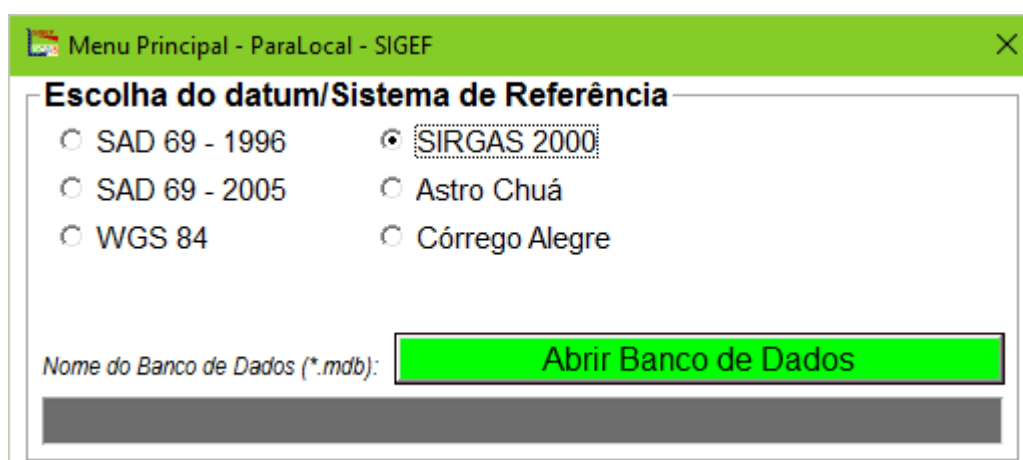 Menu Principal - ParaLocal - SIGEF
Escolha do datum/Sistema de Referência
SAD 69 - 1996
SIRGAS 2000
SAD 69 - 2005
Astro Chuá
WGS 84
Córrego Alegre
Nome do Banco de Dados (*.mdb):
Abrir Banco de Dados